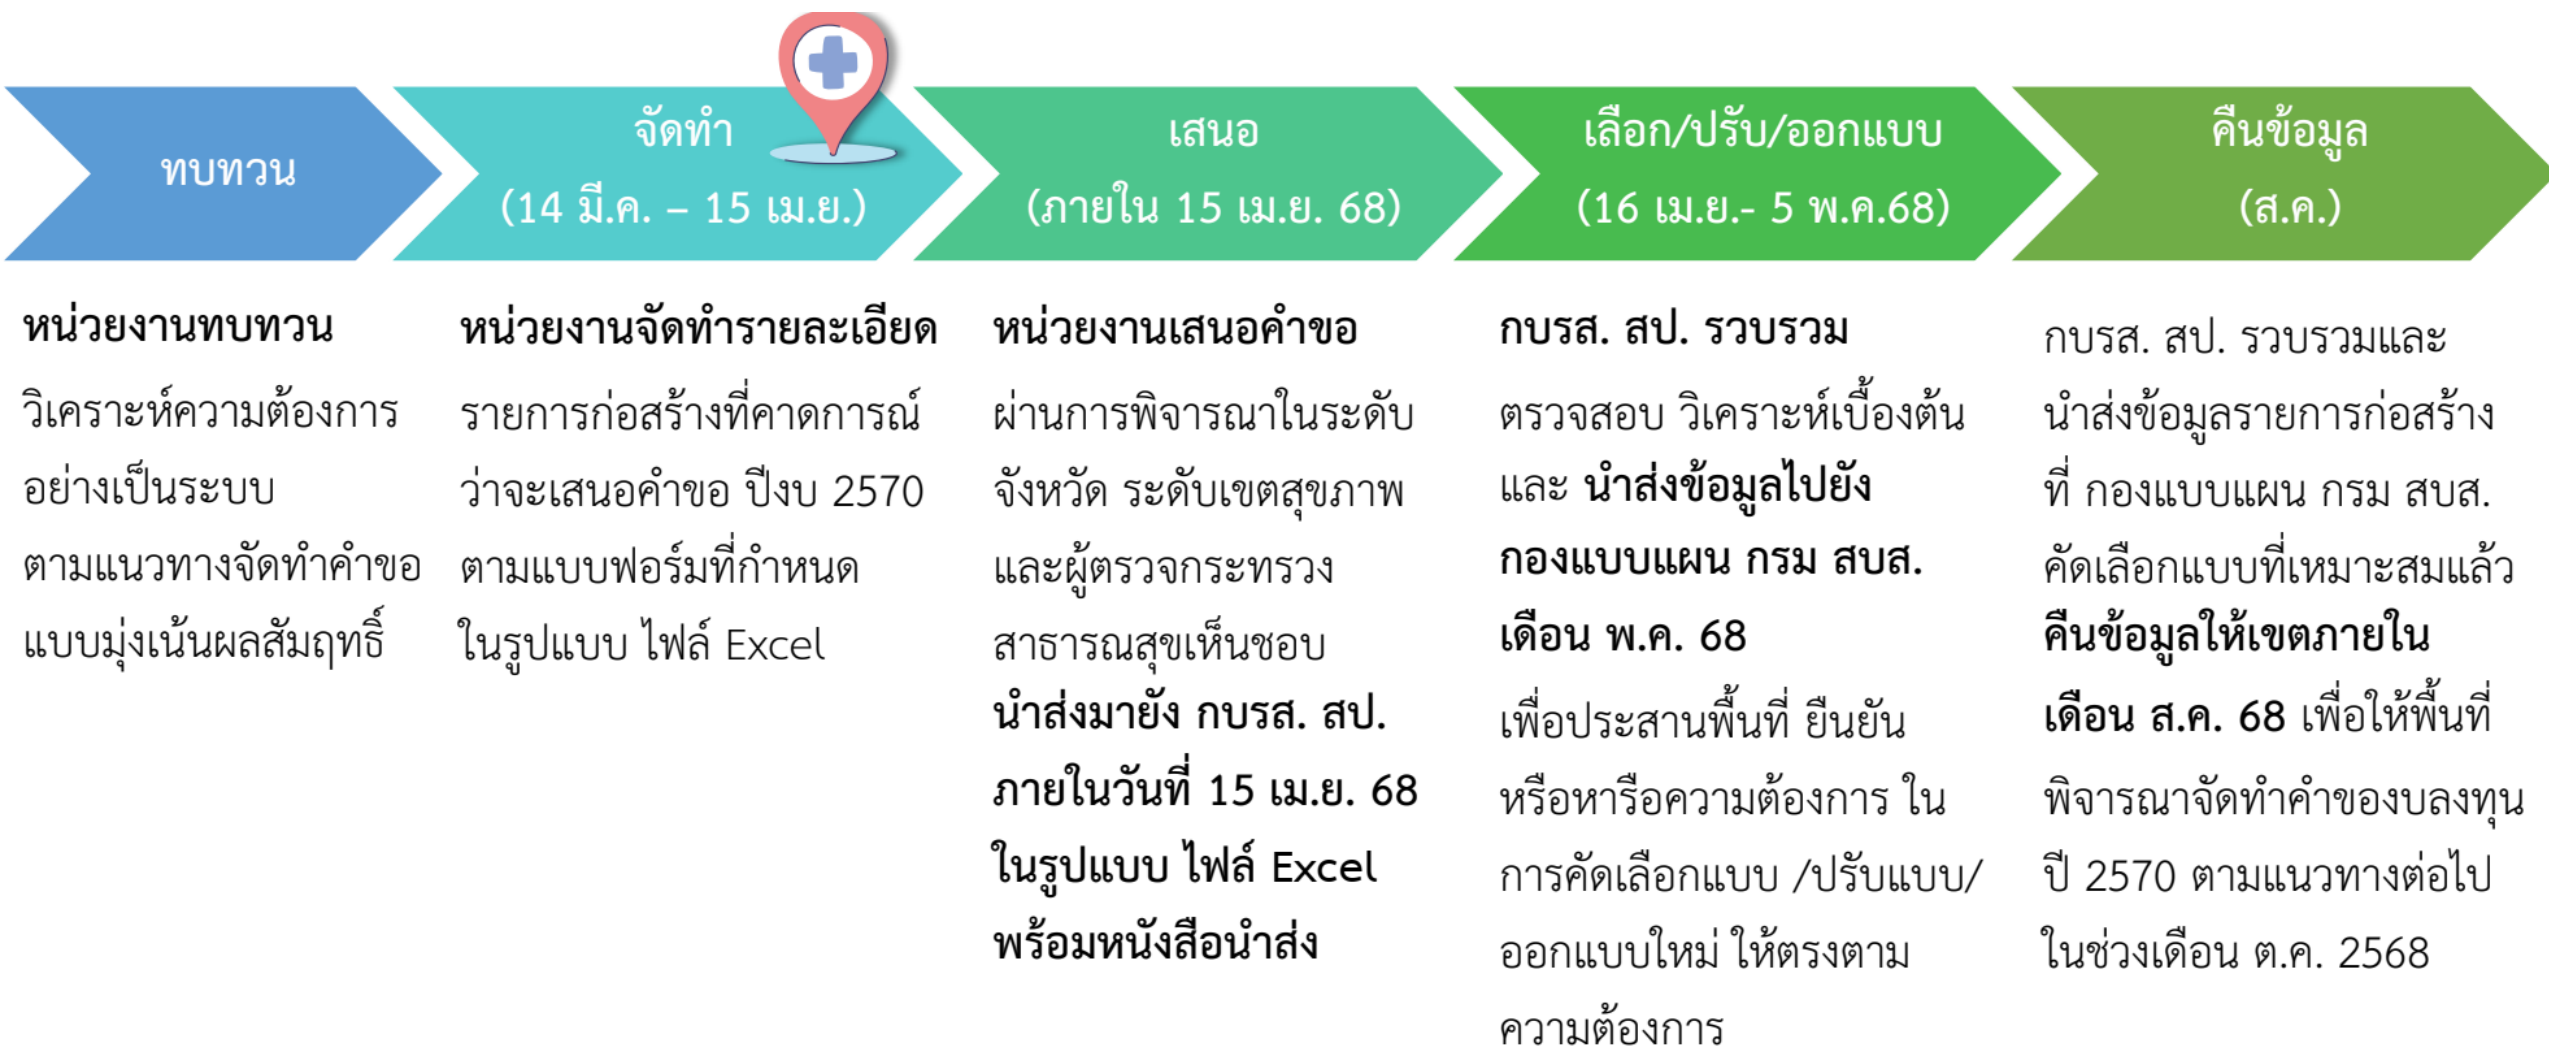 ทบทวน
จัดทำ
(14 มี.ค. – 15 เม.ย.)
เสนอ
(ภายใน 15 เม.ย. 68)
เลือก/ปรับ/ออกแบบ
(16 เม.ย.- 5 พ.ค.68)
คืนข้อมูล
(ส.ค.)
หน่วยงานทบทวน
วิเคราะห์ความต้องการ
อย่างเป็นระบบ
ตามแนวทางจัดทำคำขอ
แบบมุ่งเน้นผลสัมฤทธิ์
หน่วยงานจัดทำรายละเอียด
รายการก่อสร้างที่คาดการณ์
ว่าจะเสนอคำขอ ปีงบ 2570
ตามแบบฟอร์มที่กำหนด
ในรูปแบบ ไฟล์ Excel
หน่วยงานเสนอคำขอ
ผ่านการพิจารณาในระดับ
จังหวัด ระดับเขตสุขภาพ
และผู้ตรวจกระทรวง
สาธารณสุขเห็นชอบ
นำส่งมายัง กบรส. สป.
ภายในวันที่ 15 เม.ย. 68
ในรูปแบบ ไฟล์ Excel
พร้อมหนังสือนำส่ง
กบรส. สป. รวบรวม
ตรวจสอบ วิเคราะห์เบื้องต้น
และ นำส่งข้อมูลไปยัง
กองแบบแผน กรม สบส.
เดือน พ.ค. 68
เพื่อประสานพื้นที่ ยืนยัน
หรือหารือความต้องการ ใน
การคัดเลือกแบบ /ปรับแบบ/
ออกแบบใหม่ ให้ตรงตาม
ความต้องการ
กบรส. สป. รวบรวมและ
นำส่งข้อมูลรายการก่อสร้าง
ที่ กองแบบแผน กรม สบส.
คัดเลือกแบบที่เหมาะสมแล้ว
คืนข้อมูลให้เขตภายใน
เดือน ส.ค. 68 เพื่อให้พื้นที่
พิจารณาจัดทำคำของบลงทุน
ปี 2570 ตามแนวทางต่อไป
ในช่วงเดือน ต.ค. 2568